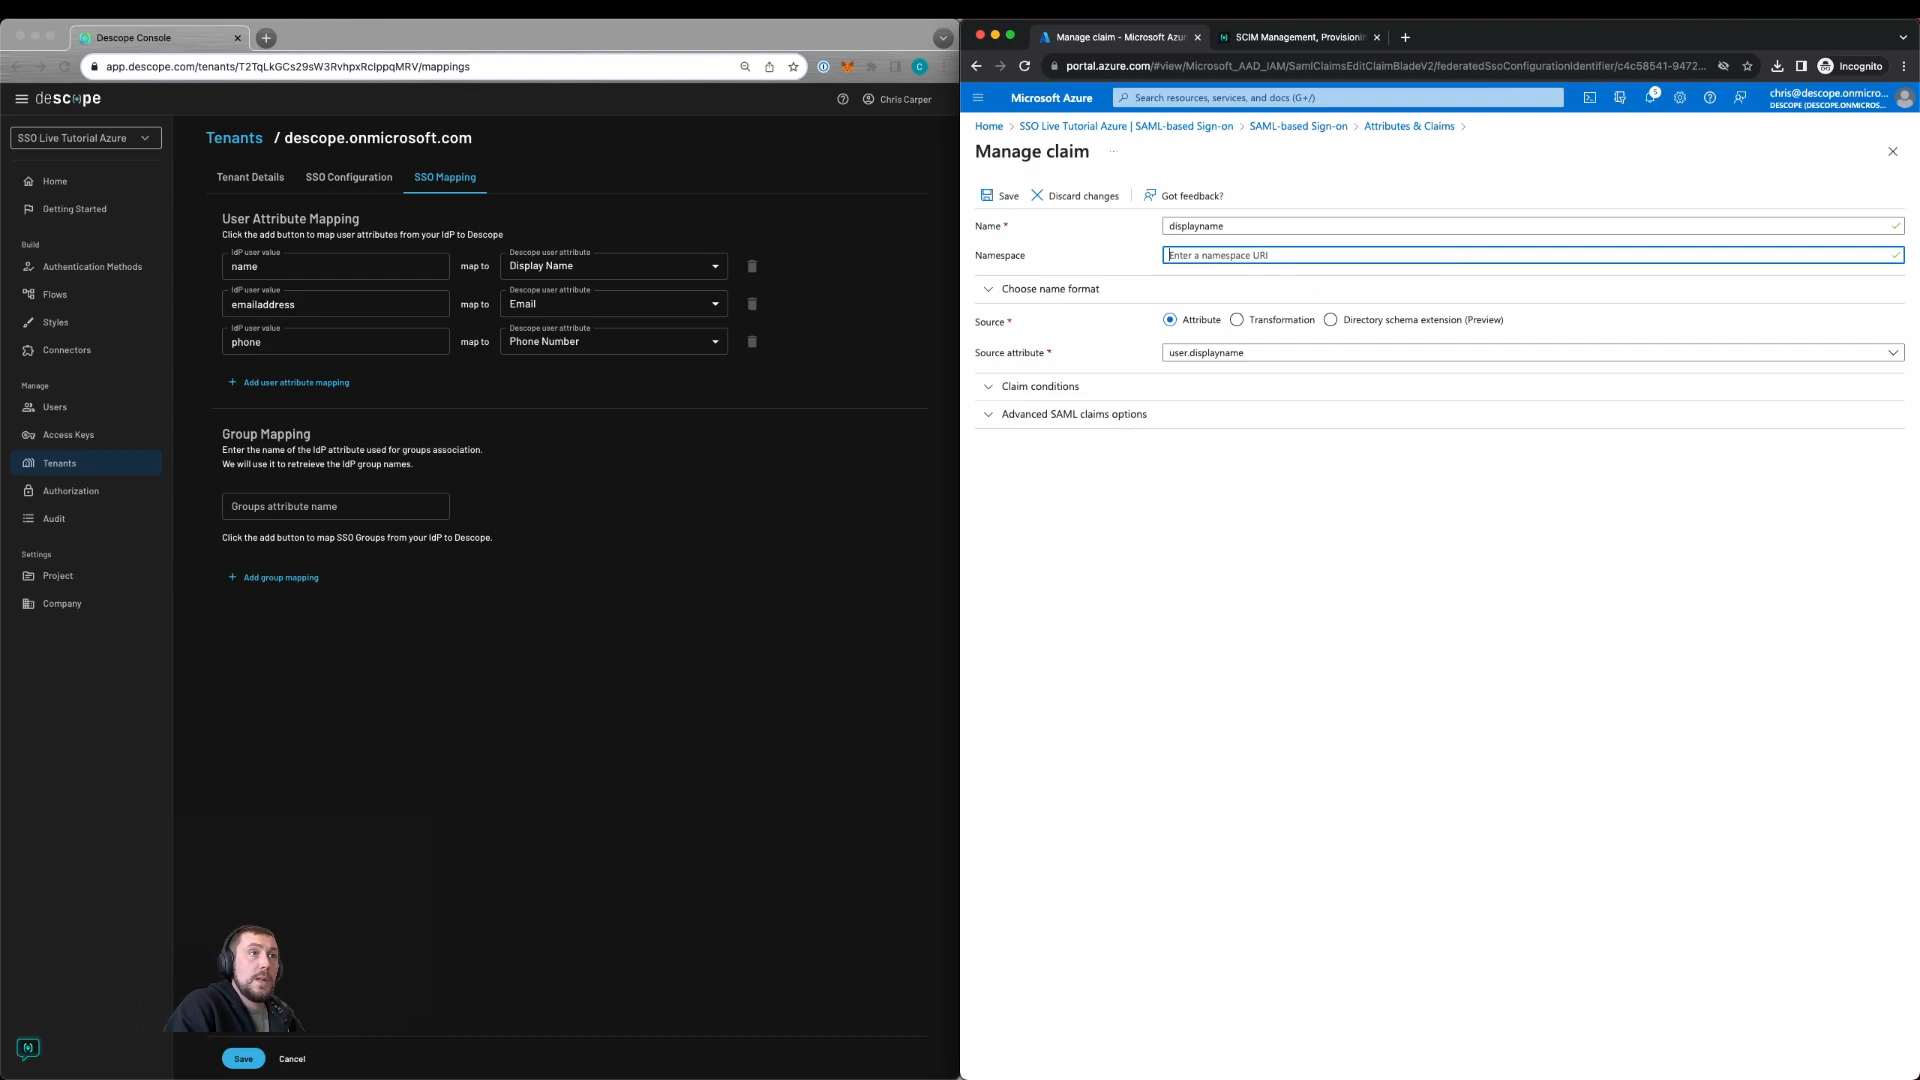 Descope Console
app.descope.com/tenants/T2TqLkGCs29sW3RvhpxRcIppqMRV/mappings
C
descope
Chris Carper
SSO Live Tutorial Azure
Home
Getting Started
Build
Authentication Methods
Flows
Styles
Connectors
Manage
Users
Access Keys
Tenants
Authorization
Audit
Settings
Project
Company
Tenants / descope.onmicrosoft.com
Tenant Details
SSO Configuration
SSO Mapping
User Attribute Mapping
Click the add button to map user attributes from your IdP to Descope
IdP user value
name
map to
Descope user attribute
Display Name
IdP user value
emailaddress
map to
Descope user attribute
Email
IdP user value
phone
map to
Descope user attribute
Phone Number
+ Add user attribute mapping
Group Mapping
Enter the name of the IdP attribute used for groups association.
We will use it to retreieve the IdP group names.
Groups attribute name
Click the add button to map SSO Groups from your IdP to Descope.
+ Add group mapping
Save
Cancel
Manage claim - Microsoft Azu
SCIM Management, Provisionin
portal.azure.com/#view/Microsoft_AAD_IAM/SamlClaimsEditClaimBladeV2/federatedSsoConfigurationIdentifier/c4c58541-9472...
Incognito
Microsoft Azure
Search resources, services, and docs (G+/)
5
chris@descope.onmicro...
DESCOPE (DESCOPE.ONMICROS...
Home > SSO Live Tutorial Azure | SAML-based Sign-on > SAML-based Sign-on > Attributes & Claims >
Manage claim
...
Save
Discard changes
Got feedback?
Name *
displayname
Namespace
Enter a namespace URI
Choose name format
Source *
Attribute
Transformation
Directory schema extension (Preview)
Source attribute *
user.displayname
Claim conditions
Advanced SAML claims options